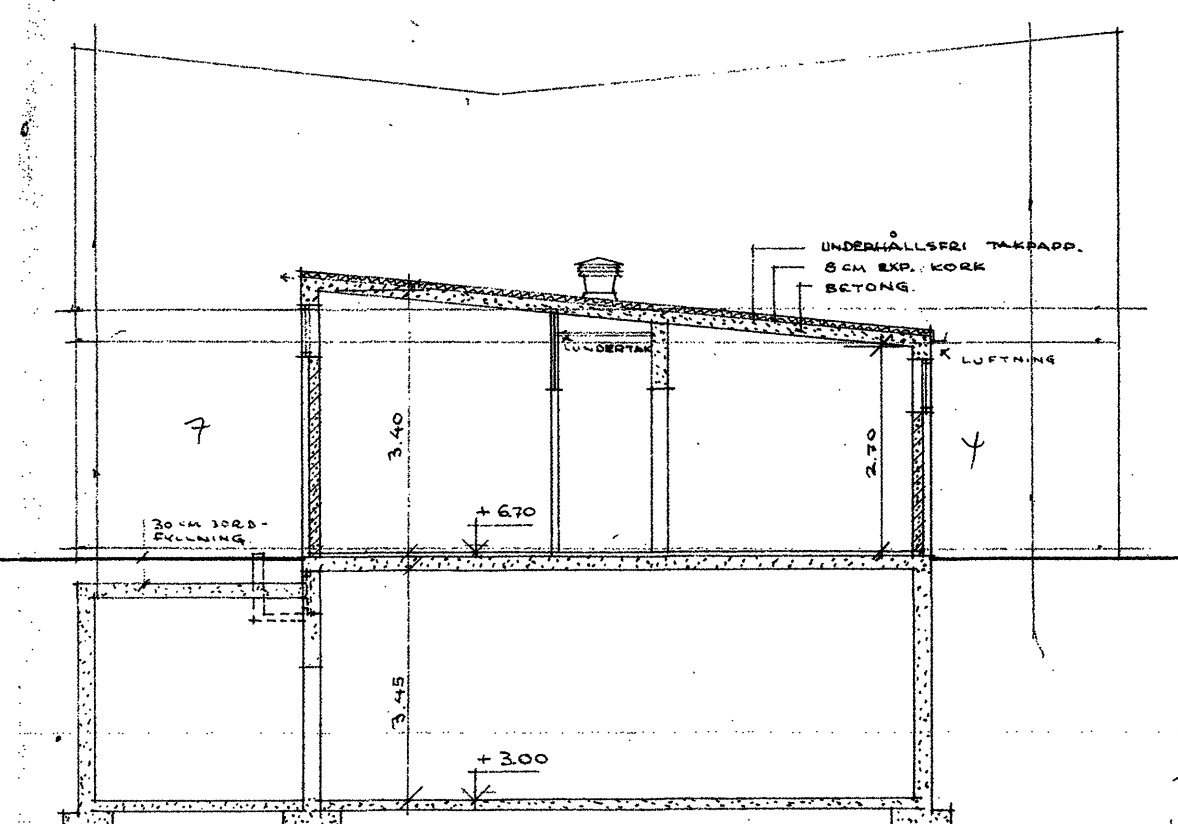 UNDERHÅLLSFRI TAKPAPP.
8 CM EXP. KORK
BETONG.
UNDERTAK
LUFTNING
7
3.40
2.70
4
+ 6.70
30 CM JORD-
FYLLNING
3.45
+ 3.00